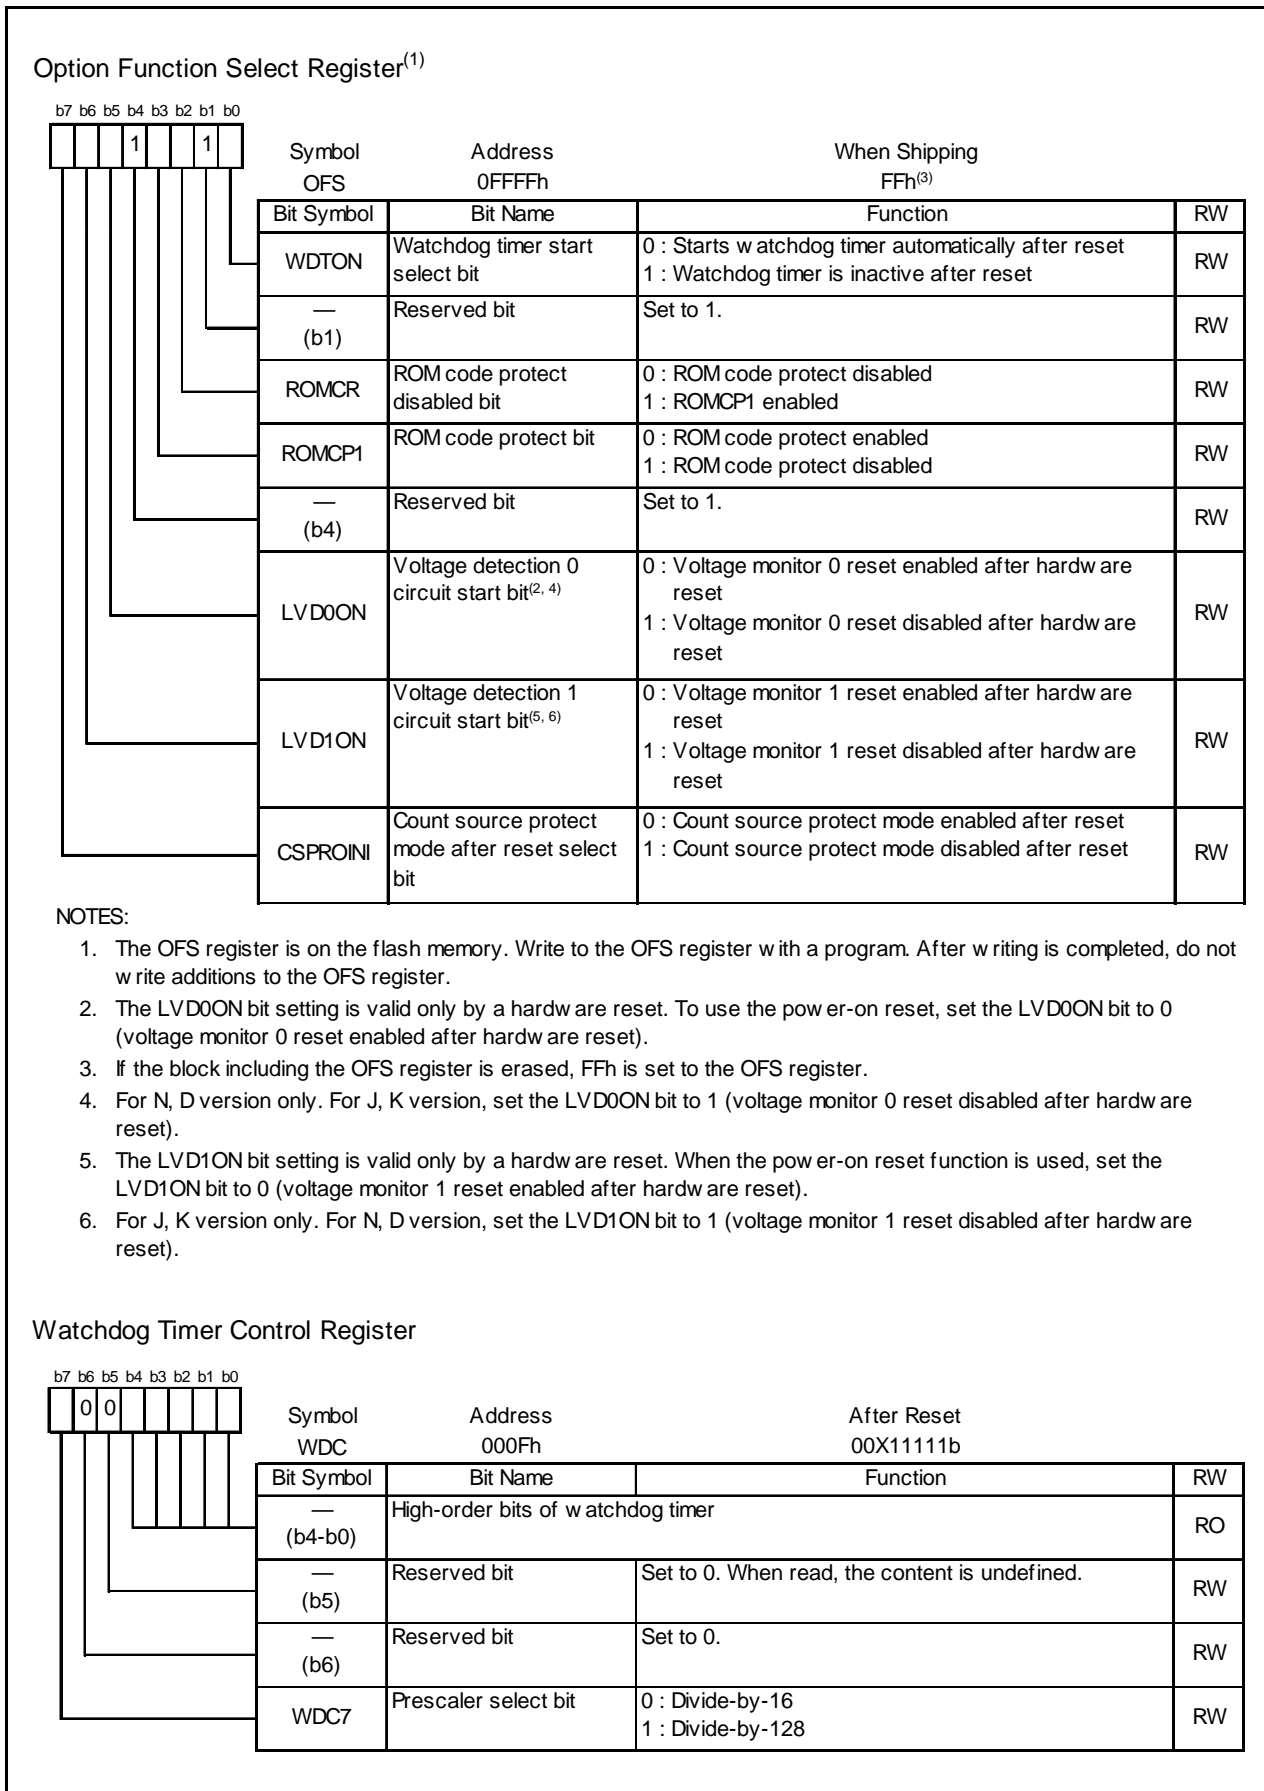 Option Function Select Register(1)
b7 b6 b5 b4 b3 b2 b1 b0
1 1
Symbol Address When Shipping
OFS 0FFFFh FFh(3)
Bit Symbol Bit Name Function RW
WDTON Watchdog timer start select bit 0 : Starts watchdog timer automatically after reset RW
1 : Watchdog timer is inactive after reset
— (b1) Reserved bit Set to 1. RW
ROMCR ROM code protect disabled bit 0 : ROM code protect disabled RW
1 : ROMCP1 enabled
ROMCP1 ROM code protect bit 0 : ROM code protect enabled RW
1 : ROM code protect disabled
— (b4) Reserved bit Set to 1. RW
LVD0ON Voltage detection 0 circuit start bit(2, 4) 0 : Voltage monitor 0 reset enabled after hardware reset RW
1 : Voltage monitor 0 reset disabled after hardware reset
LVD1ON Voltage detection 1 circuit start bit(5, 6) 0 : Voltage monitor 1 reset enabled after hardware reset RW
1 : Voltage monitor 1 reset disabled after hardware reset
CSPROINI Count source protect mode after reset select bit 0 : Count source protect mode enabled after reset RW
1 : Count source protect mode disabled after reset
NOTES:
1. The OFS register is on the flash memory. Write to the OFS register with a program. After writing is completed, do not
write additions to the OFS register.
2. The LVD0ON bit setting is valid only by a hardware reset. To use the power-on reset, set the LVD0ON bit to 0
(voltage monitor 0 reset enabled after hardware reset).
3. If the block including the OFS register is erased, FFh is set to the OFS register.
4. For N, D version only. For J, K version, set the LVD0ON bit to 1 (voltage monitor 0 reset disabled after hardware
reset).
5. The LVD1ON bit setting is valid only by a hardware reset. When the power-on reset function is used, set the
LVD1ON bit to 0 (voltage monitor 1 reset enabled after hardware reset).
6. For J, K version only. For N, D version, set the LVD1ON bit to 1 (voltage monitor 1 reset disabled after hardware
reset).
Watchdog Timer Control Register
b7 b6 b5 b4 b3 b2 b1 b0
0 0
Symbol Address After Reset
WDC 000Fh 00X11111b
Bit Symbol Bit Name Function RW
— (b4-b0) High-order bits of watchdog timer RO
— (b5) Reserved bit Set to 0. When read, the content is undefined. RW
— (b6) Reserved bit Set to 0. RW
WDC7 Prescaler select bit 0 : Divide-by-16 RW
1 : Divide-by-128